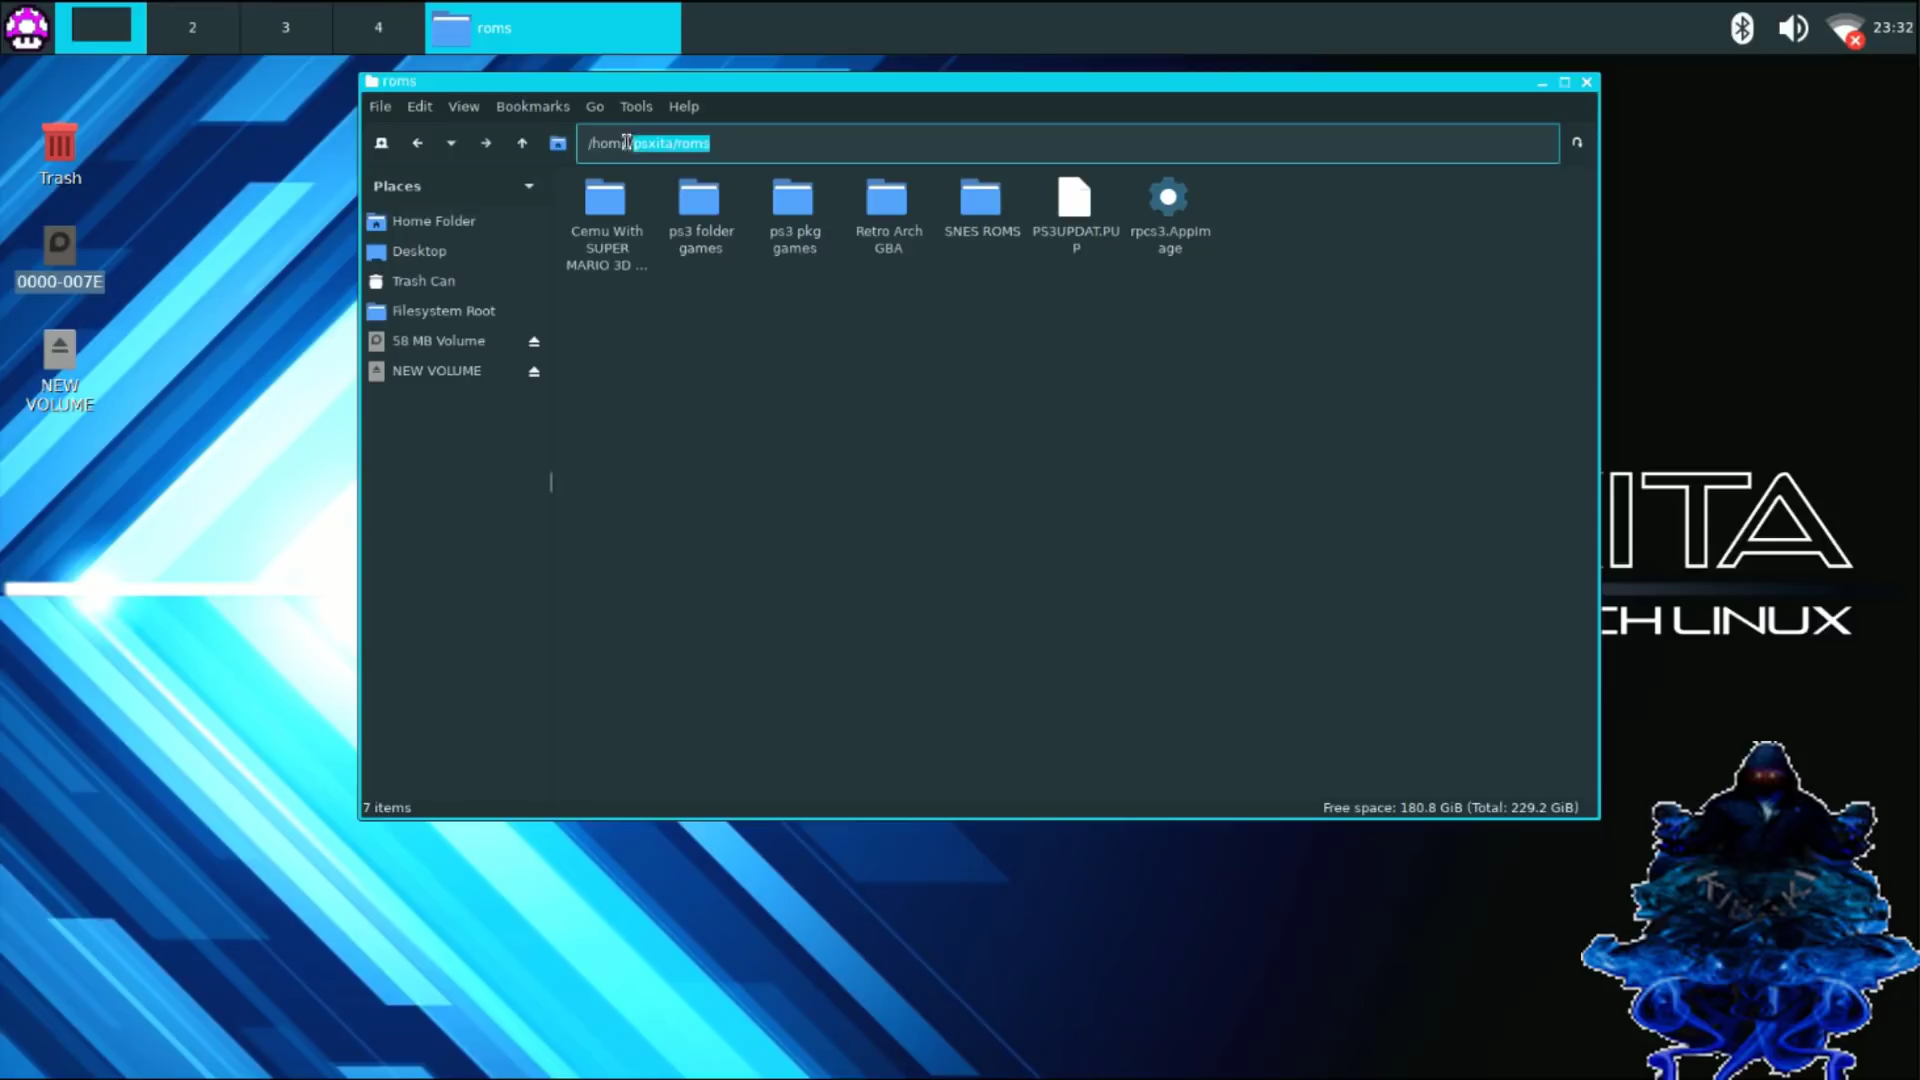 2
3
4
roms
23:32
roms
File Edit View Bookmarks Go Tools Help
/home/psxita/roms
Places
Home Folder
Desktop
Trash Can
Filesystem Root
58 MB Volume
NEW VOLUME
Cemu With
SUPER
MARIO 3D ...
ps3 folder
games
ps3 pkg
games
Retro Arch
GBA
SNES ROMS
PS3UPDAT.PU
P
rpcs3.AppIm
age
7 items
Free space: 180.8 GiB (Total: 229.2 GiB)
Trash
0000-007E
NEW
VOLUME
ITA
CH LINUX